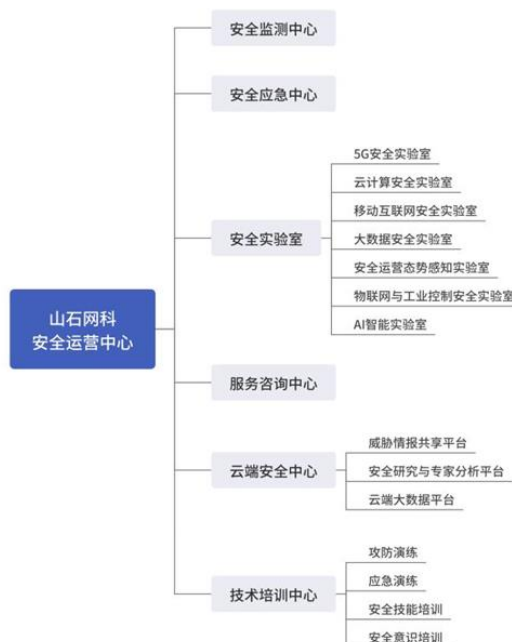 山石网科
安全运营中心
安全监测中心
安全应急中心
安全实验室
5G安全实验室
云计算安全实验室
移动互联网安全实验室
大数据安全实验室
安全运营态势感知实验室
物联网与工业控制安全实验室
AI智能实验室
服务咨询中心
云端安全中心
威胁情报共享平台
安全研究与专家分析平台
云端大数据平台
技术培训中心
攻防演练
应急演练
安全技能培训
安全意识培训